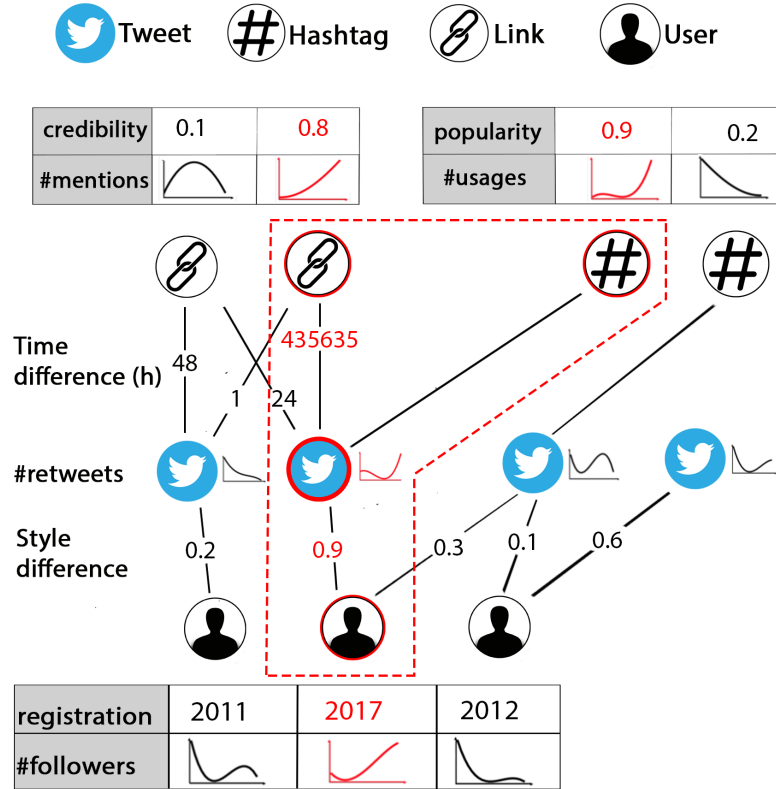 Tweet Hashtag Link User
credibility 0.1 0.8
#mentions
popularity 0.9 0.2
#usages
435635
Time
difference (h)
48
1 24
#retweets
Style
difference
0.2 0.9 0.3 0.1 0.6
registration 2011 2017 2012
#followers